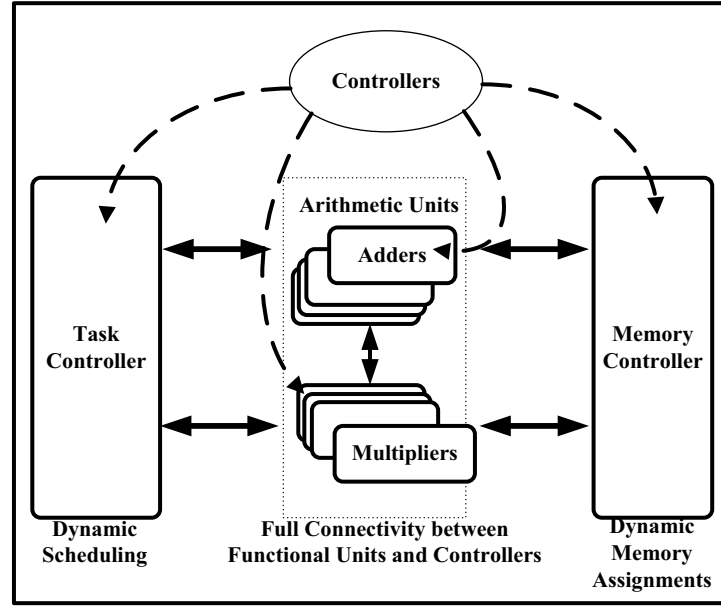 Controllers
Arithmetic Units
Adders
Task
Controller
Memory
Controller
Multipliers
Dynamic
Scheduling
Full Connectivity between
Functional Units and Controllers
Dynamic
Memory
Assignments